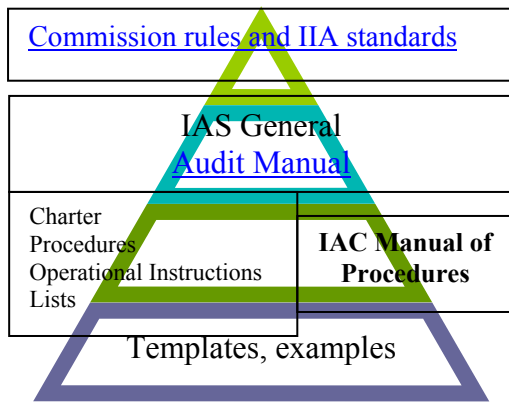 Commission rules and IIA standards
IAS General
Audit Manual
Charter
Procedures
Operational Instructions
Lists
IAC Manual of
Procedures
Templates, examples